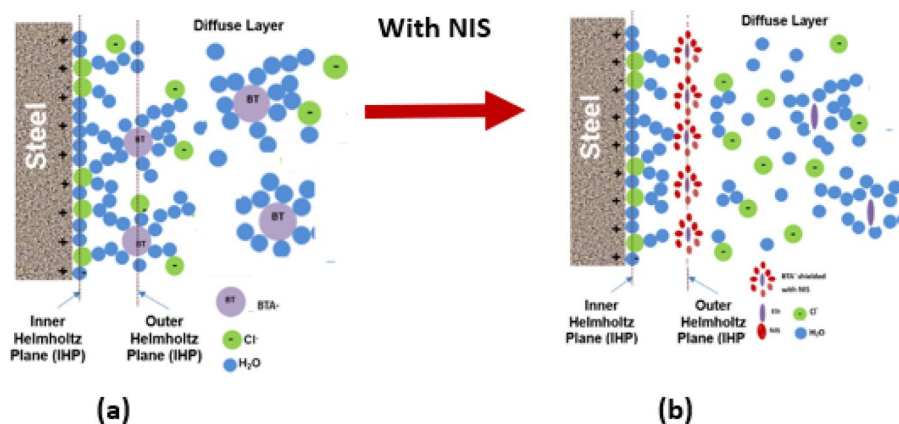 Diffuse Layer
With NIS
Diffuse Layer
Steel
BT
BT
BT
BT
Inner
Helmholtz
Plane (IHP)
Outer
Helmholtz
Plane (IHP)
BT
BTA-
Cl-
H2O
(a)
Steel
Inner
Helmholtz
Plane (IHP)
Outer
Helmholtz
Plane (IHP
BTA- shielded
with NIS
Cl-
NIS
H2O
(b)